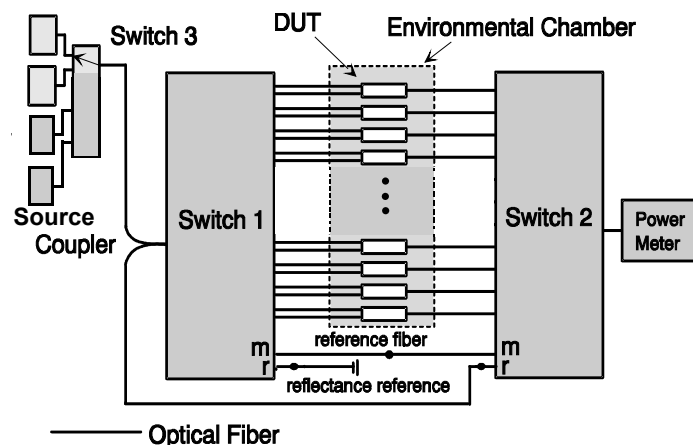 Switch 3
DUT
Environmental Chamber
Source
Coupler
Switch 1
Switch 2
Power
Meter
m
reference fiber
m
r
reflectance reference
r
Optical Fiber